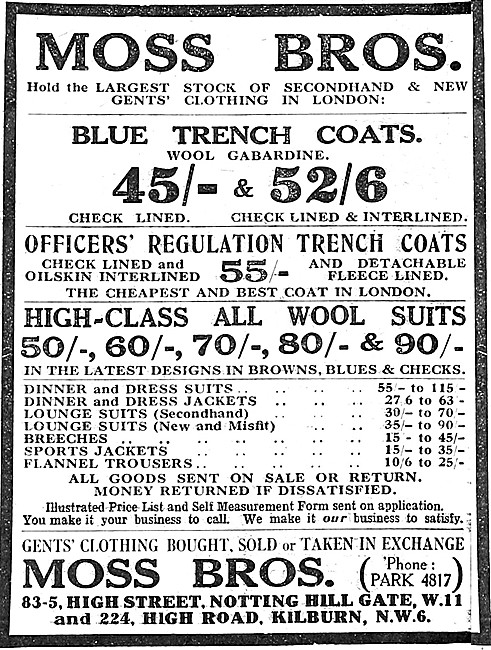 MOSS BROS.
Hold the LARGEST STOCK OF SECONDHAND & NEW
GENTS' CLOTHING IN LONDON:
BLUE TRENCH COATS.
WOOL GABARDINE.
45/- & 52/6
CHECK LINED. CHECK LINED & INTERLINED.
OFFICERS' REGULATION TRENCH COATS
CHECK LINED and OILSKIN INTERLINED 55/- AND DETACHABLE FLEECE LINED.
THE CHEAPEST AND BEST COAT IN LONDON.
HIGH-CLASS ALL WOOL SUITS
50/-, 60/-, 70/-, 80/- & 90/-
IN THE LATEST DESIGNS IN BROWNS, BLUES & CHECKS.
DINNER and DRESS SUITS .. .. .. .. 55/- to 115 -
DINNER and DRESS JACKETS .. .. .. 27 6 to 63 -
LOUNGE SUITS (Secondhand) .. .. .. 30/- to 70/-
LOUNGE SUITS (New and Misfit) .. .. 35/- to 90 -
BREECHES .. .. .. .. .. .. 15 - to 45/-
SPORTS JACKETS .. .. .. .. 15/- to 35/-
FLANNEL TROUSERS .. .. .. .. 10/6 to 25/-
ALL GOODS SENT ON SALE OR RETURN.
MONEY RETURNED IF DISSATISFIED.
Illustrated Price List and Self Measurement Form sent on application.
You make it your business to call. We make it our business to satisfy.
GENTS' CLOTHING BOUGHT, SOLD or TAKEN IN EXCHANGE
MOSS BROS. ('Phone: PARK 4817)
83-5, HIGH STREET, NOTTING HILL GATE, W.11
and 224, HIGH ROAD, KILBURN, N.W.6.